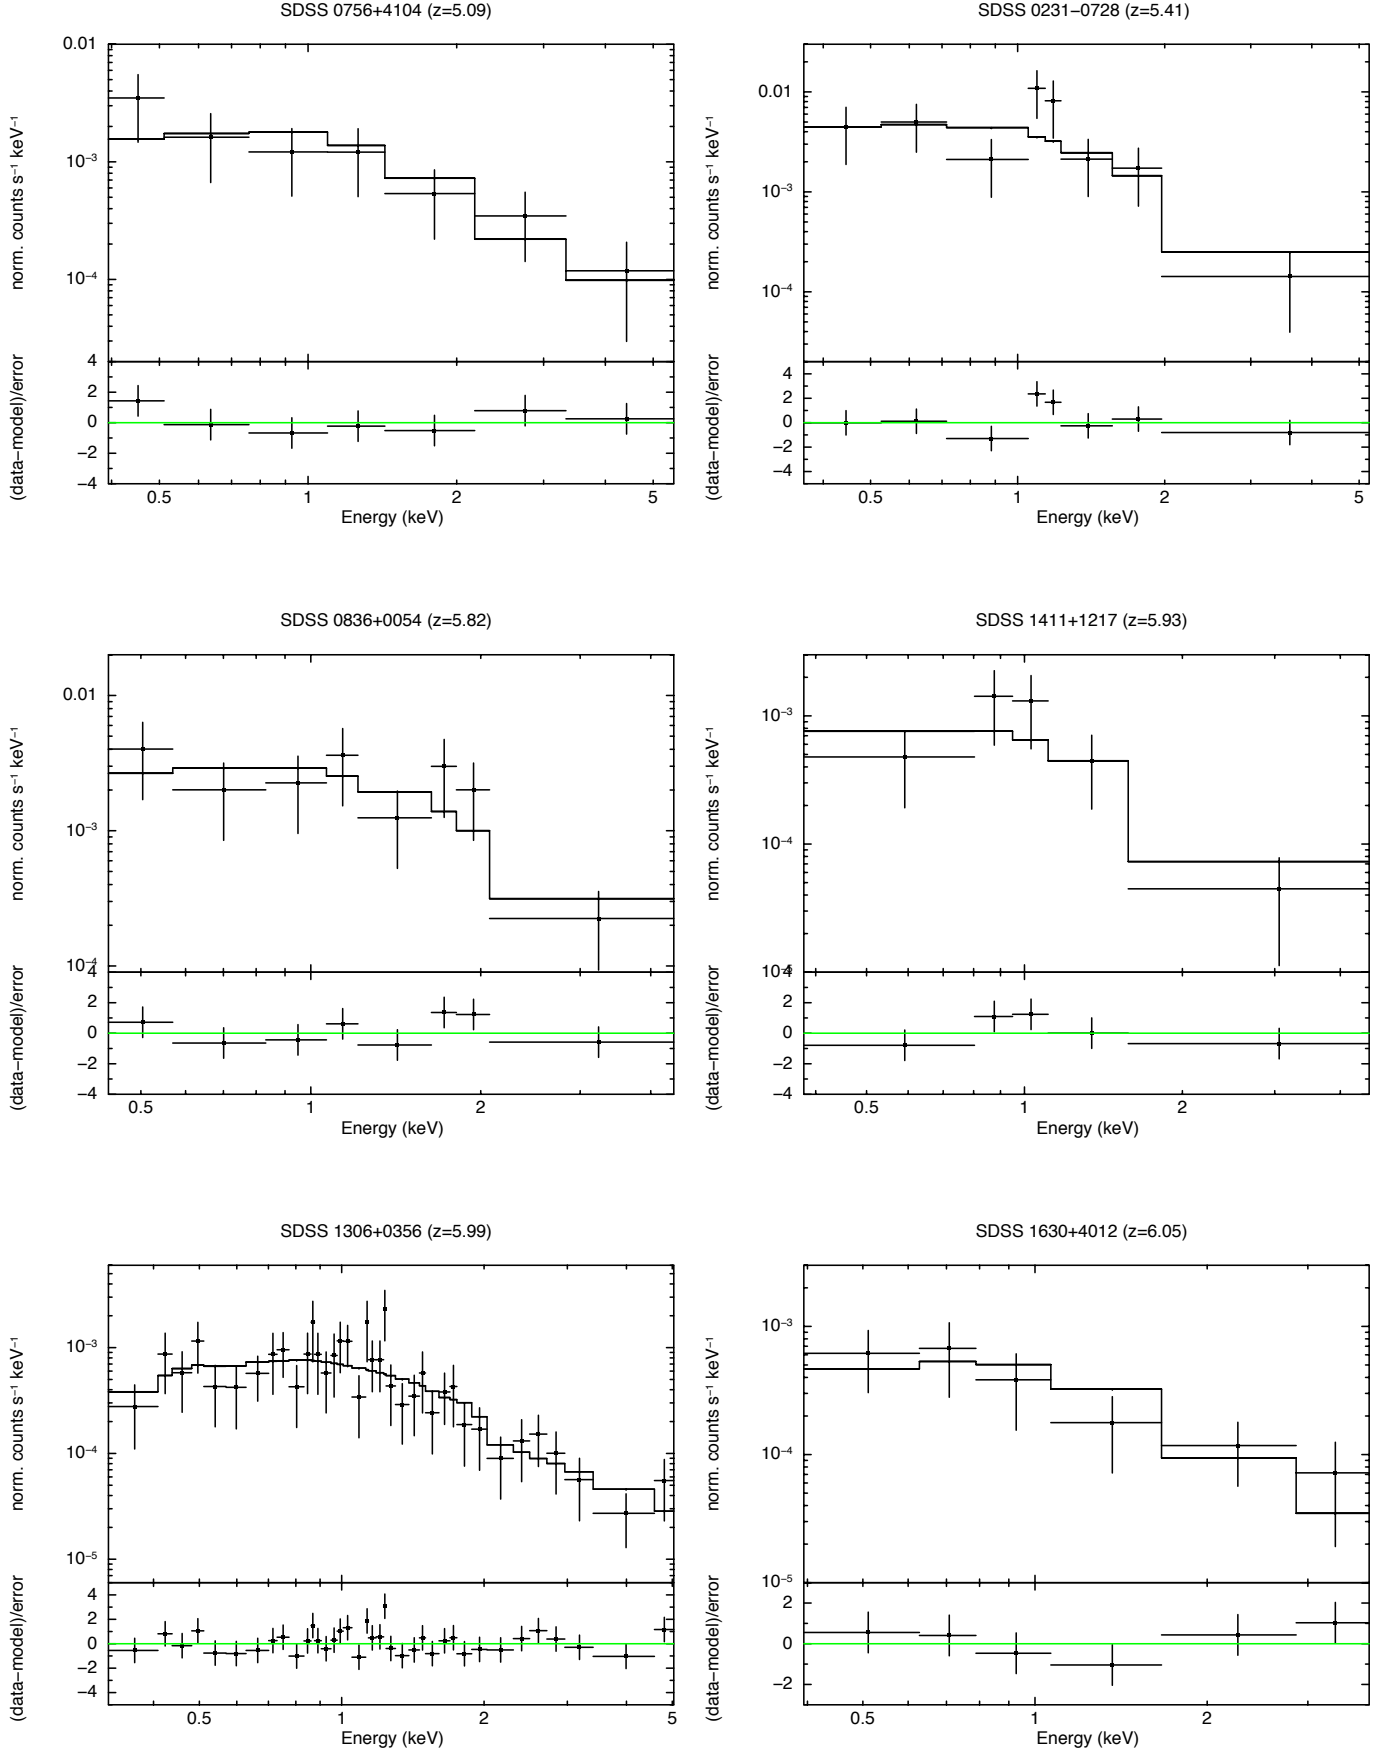 SDSS 0756+4104 (z=5.09)
0.01
10⁻³
10⁻⁴
norm. counts s⁻¹ keV⁻¹
4
2
0
−2
−4
(data−model)/error
0.5 1 2 5
Energy (keV)
SDSS 0231−0728 (z=5.41)
0.01
10⁻³
10⁻⁴
norm. counts s⁻¹ keV⁻¹
4
2
0
−2
−4
(data−model)/error
0.5 1 2 5
Energy (keV)
SDSS 0836+0054 (z=5.82)
0.01
10⁻³
10⁻⁴
norm. counts s⁻¹ keV⁻¹
4
2
0
−2
−4
(data−model)/error
0.5 1 2
Energy (keV)
SDSS 1411+1217 (z=5.93)
10⁻³
10⁻⁴
norm. counts s⁻¹ keV⁻¹
2
0
−2
−4
(data−model)/error
0.5 1 2
Energy (keV)
SDSS 1306+0356 (z=5.99)
10⁻³
10⁻⁴
10⁻⁵
norm. counts s⁻¹ keV⁻¹
4
2
0
−2
−4
(data−model)/error
0.5 1 2 5
Energy (keV)
SDSS 1630+4012 (z=6.05)
10⁻³
10⁻⁴
10⁻⁵
norm. counts s⁻¹ keV⁻¹
2
0
−2
(data−model)/error
0.5 1 2
Energy (keV)